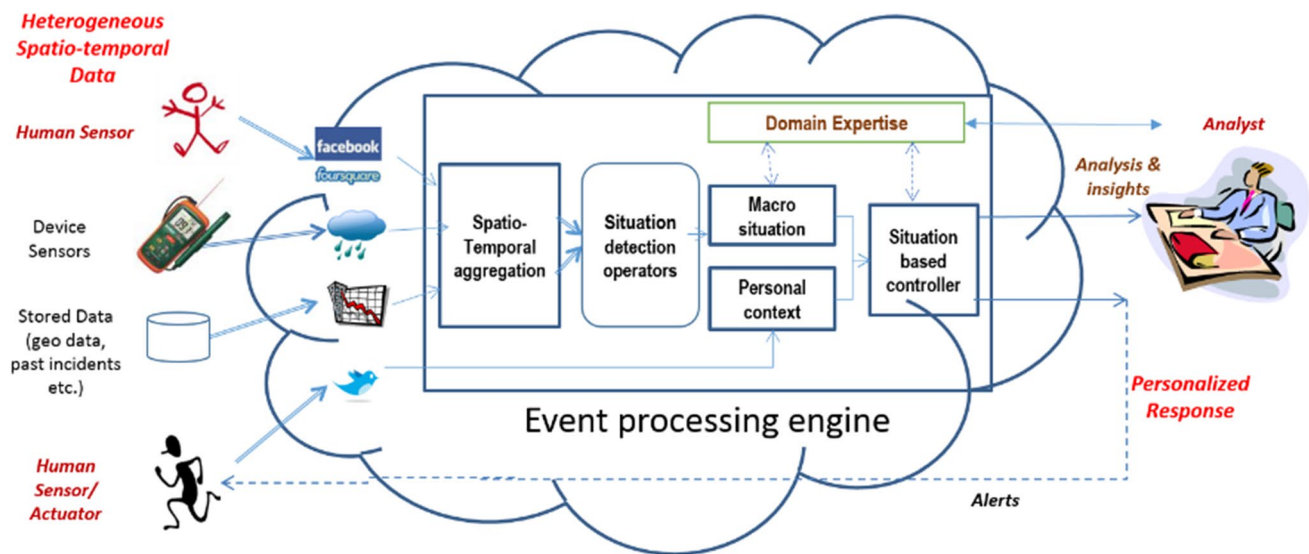 Heterogeneous
Spatio-temporal
Data
Human Sensor
Device
Sensors
Stored Data
(geo data,
past incidents
etc.)
Human
Sensor/
Actuator
facebook
foursquare
Spatio-
Temporal
aggregation
Situation
detection
operators
Domain Expertise
Macro
situation
Personal
context
Situation
based
controller
Event processing engine
Analyst
Analysis &
insights
Personalized
Response
Alerts